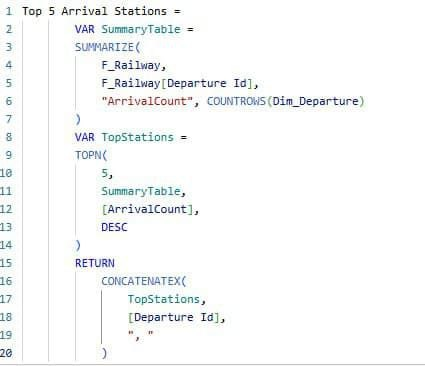 1 Top 5 Arrival Stations =
2 VAR SummaryTable =
3 SUMMARIZE(
4 F_Railway,
5 F_Railway[Departure Id],
6 "ArrivalCount", COUNTROWS(Dim_Departure)
7 )
8 VAR TopStations =
9 TOPN(
10 5,
11 SummaryTable,
12 [ArrivalCount],
13 DESC
14 )
15 RETURN
16 CONCATENATEX(
17 TopStations,
18 [Departure Id],
19 ", "
20 )